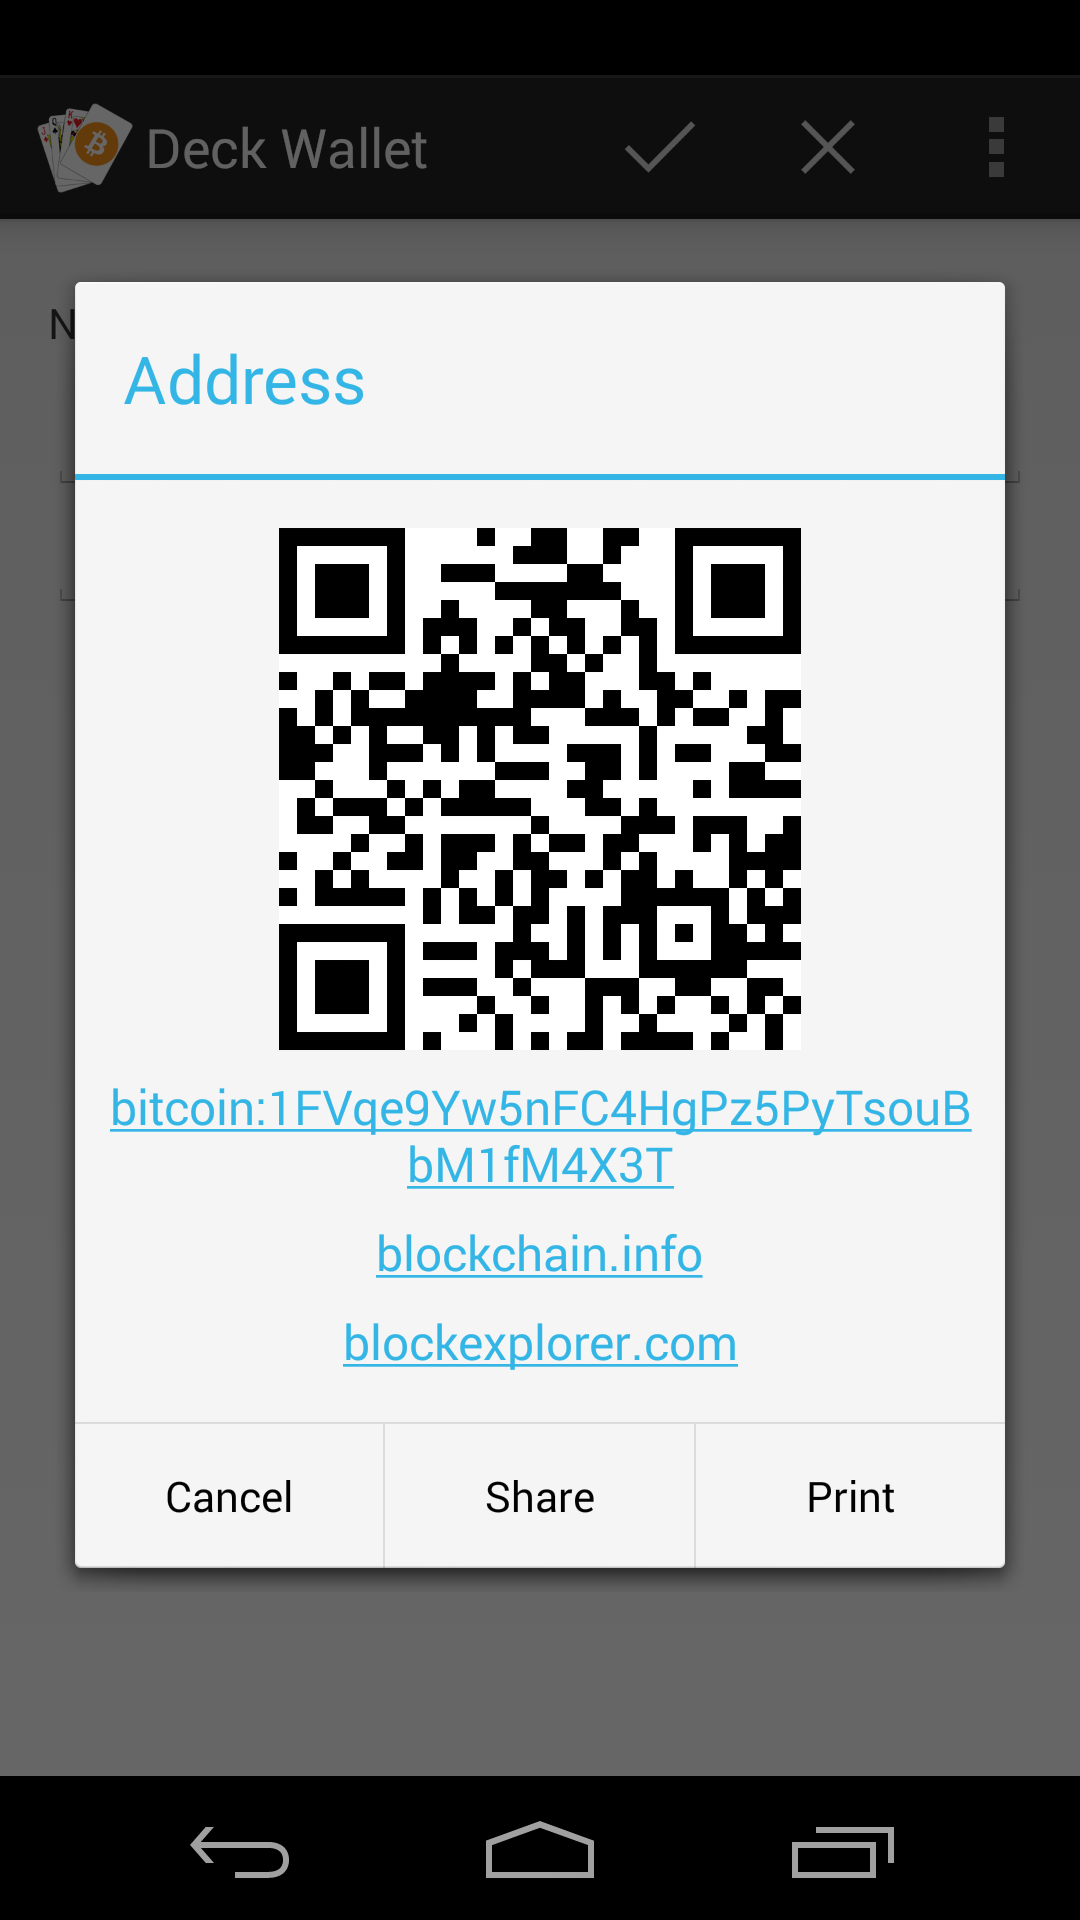 Deck Wallet
N
Address
bitcoin:1FVqe9Yw5nFC4HgPz5PyTsouB
bM1fM4X3T
blockchain.info
blockexplorer.com
Cancel Share Print